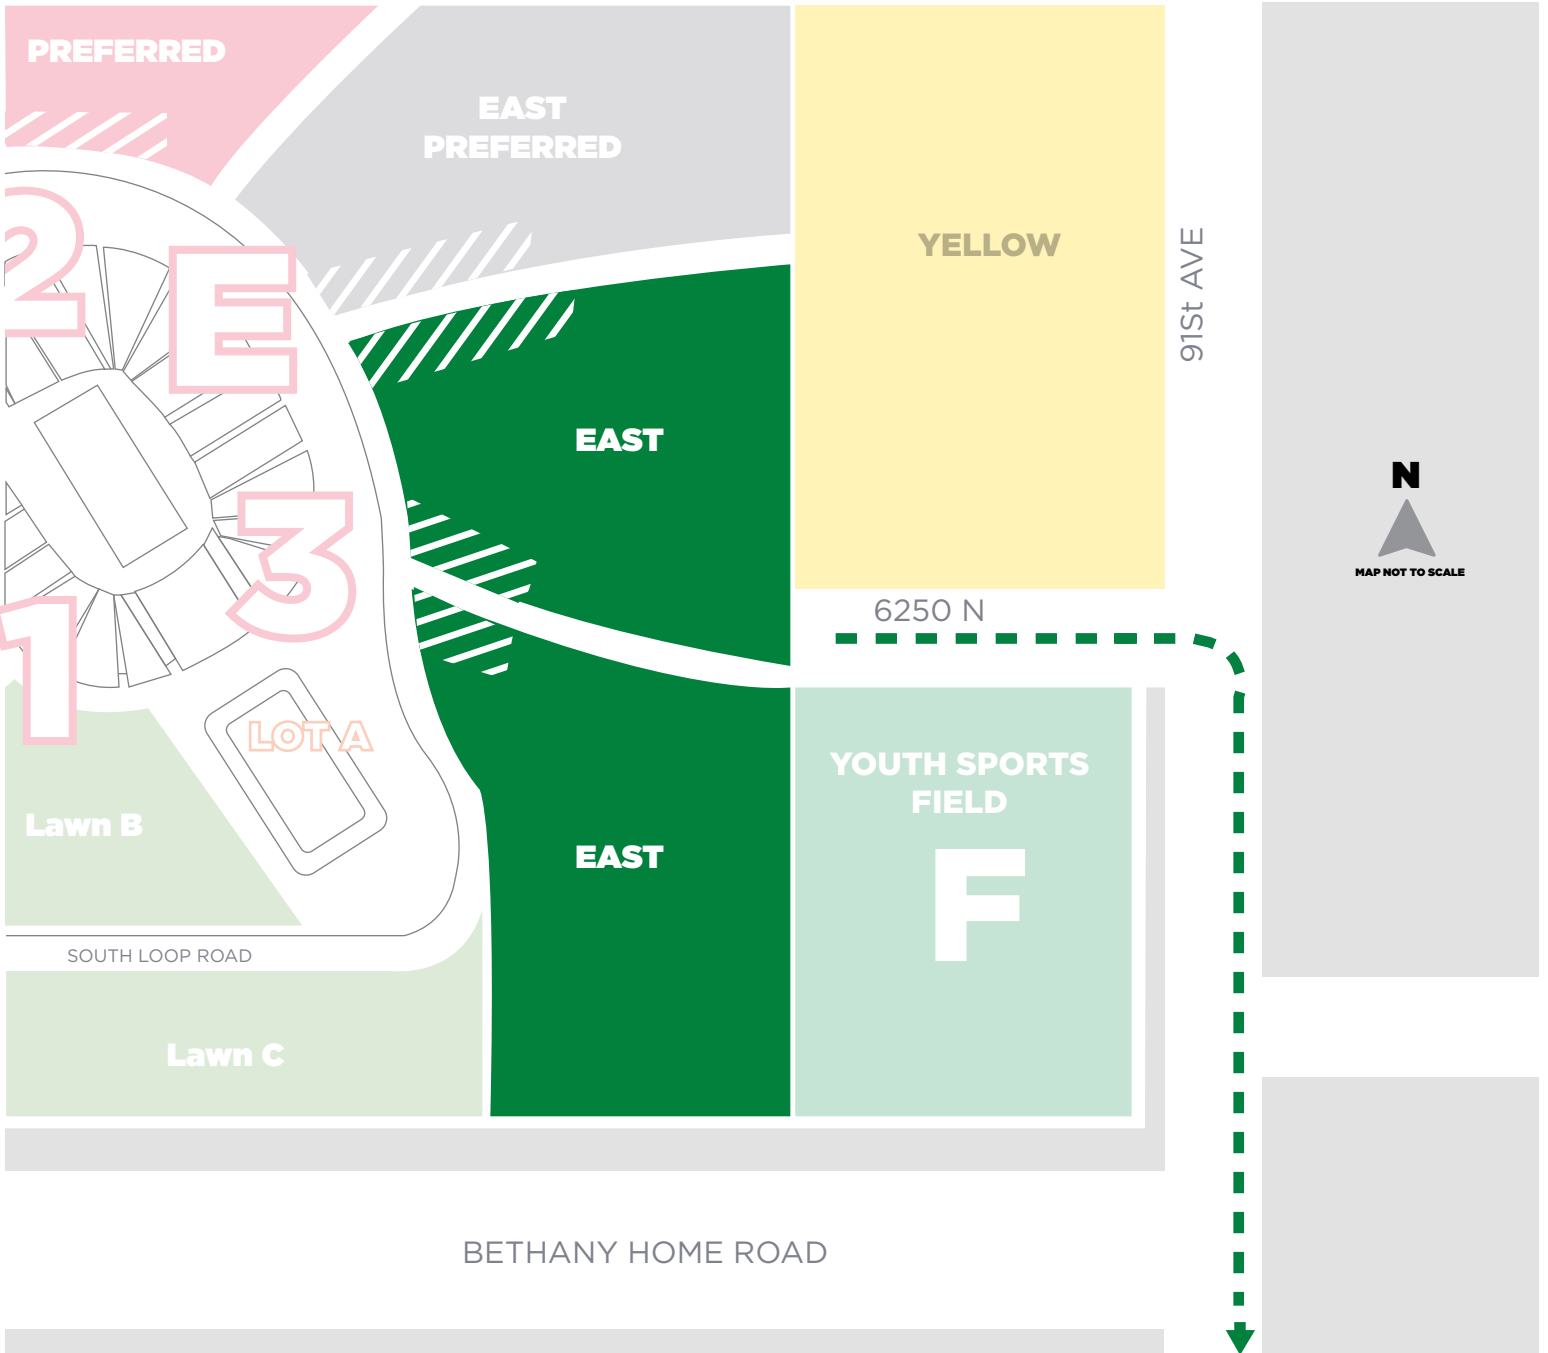 PREFERRED
EAST
PREFERRED
YELLOW
91St AVE
2
E
EAST
N
MAP NOT TO SCALE
3
6250 N
1
LOT A
YOUTH SPORTS
FIELD
F
Lawn B
EAST
SOUTH LOOP ROAD
Lawn C
BETHANY HOME ROAD